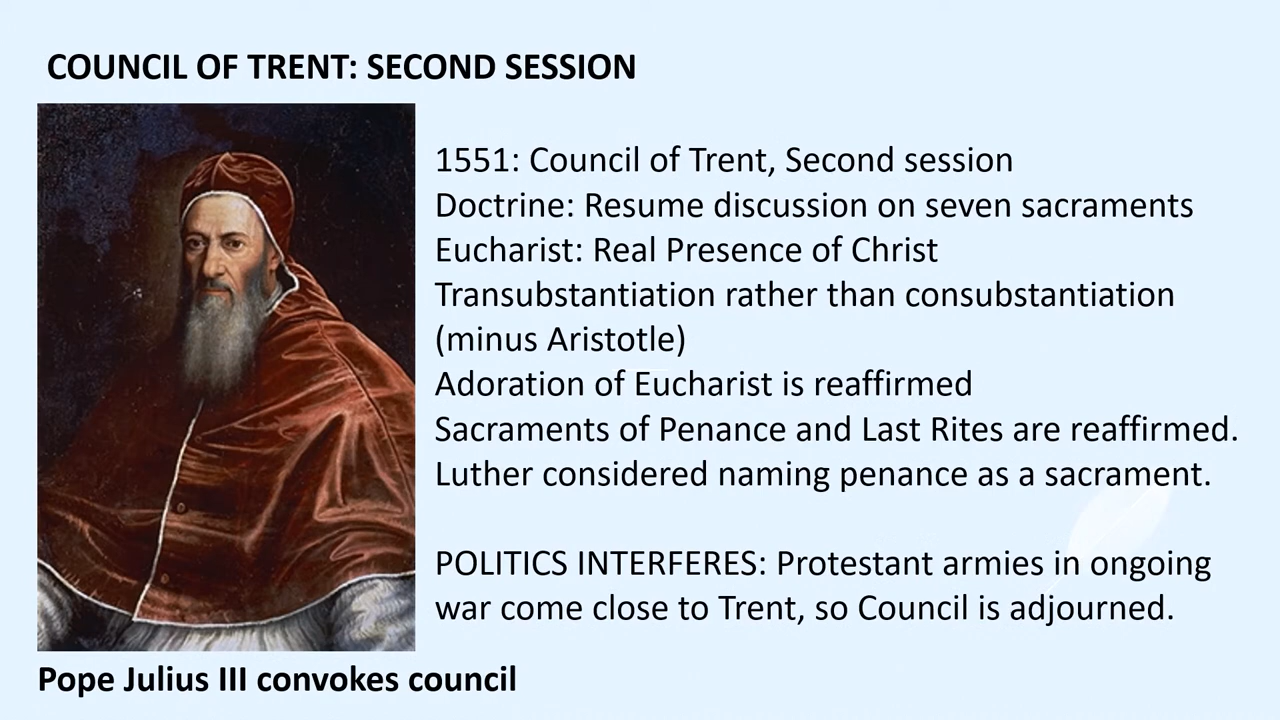 COUNCIL OF TRENT: SECOND SESSION
1551: Council of Trent, Second session
Doctrine: Resume discussion on seven sacraments
Eucharist: Real Presence of Christ
Transubstantiation rather than consubstantiation
(minus Aristotle)
Adoration of Eucharist is reaffirmed
Sacraments of Penance and Last Rites are reaffirmed.
Luther considered naming penance as a sacrament.
POLITICS INTERFERES: Protestant armies in ongoing
war come close to Trent, so Council is adjourned.
Pope Julius III convokes council